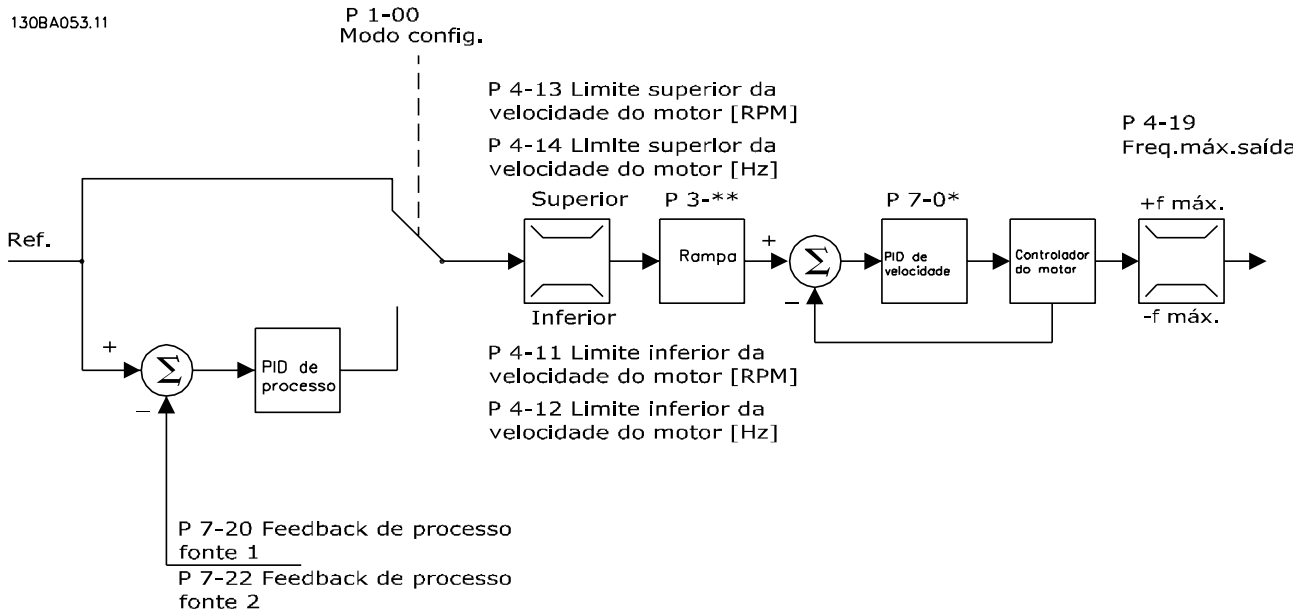 130BA053.11
P 1-00
Modo config.
P 4-13 Limite superior da
velocidade do motor [RPM]
P 4-14 Limite superior da
velocidade do motor [Hz]
P 4-19
Freq.máx.saída
Superior
P 3-**
P 7-0*
+f máx.
Ref.
Rampa
+
Σ
−
PID de
velocidade
Controlador
do motor
Inferior
-f máx.
+
Σ
−
PID de
processo
P 4-11 Limite inferior da
velocidade do motor [RPM]
P 4-12 Limite inferior da
velocidade do motor [Hz]
P 7-20 Feedback de processo
fonte 1
P 7-22 Feedback de processo
fonte 2